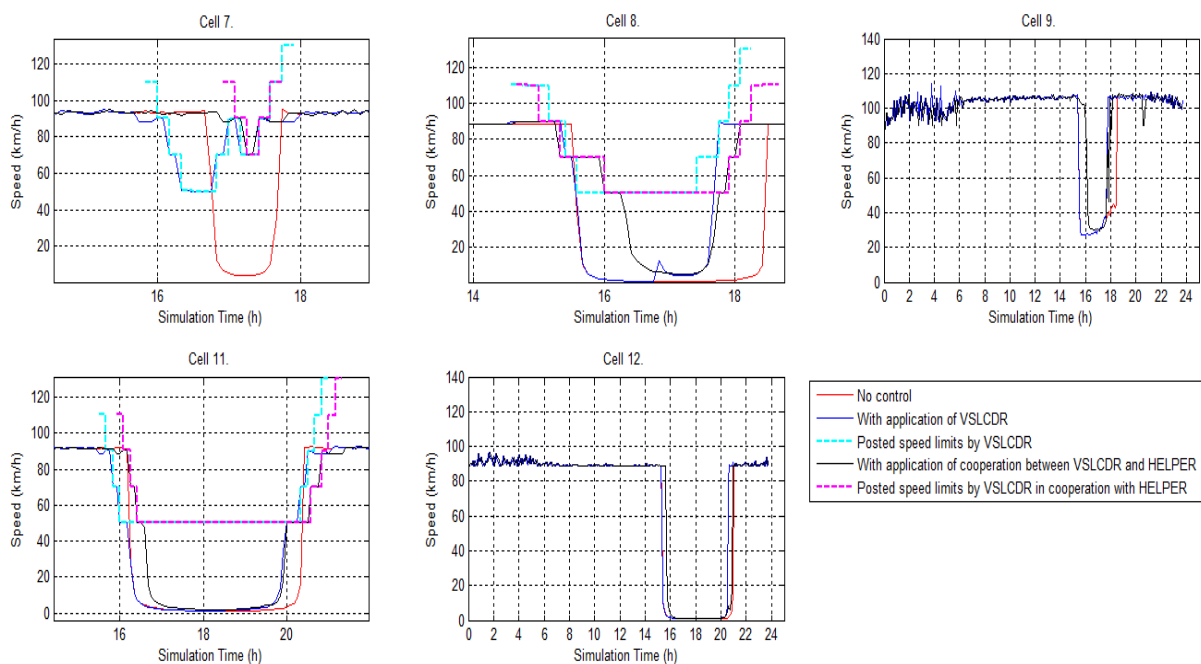 Cell 7.
Speed (km/h)
120
100
80
60
40
20
16
18
Simulation Time (h)
Cell 8.
Speed (km/h)
120
100
80
60
40
20
14
16
18
Simulation Time (h)
Cell 9.
Speed (km/h)
140
120
100
80
60
40
20
0
0 2 4 6 8 10 12 14 16 18 20 22 24
Simulation Time (h)
Cell 11.
Speed (km/h)
120
100
80
60
40
20
0
16
18
20
Simulation Time (h)
Cell 12.
Speed (km/h)
140
120
100
80
60
40
20
0
0 2 4 6 8 10 12 14 16 18 20 22 24
Simulation Time (h)
No control
With application of VSLCDR
Posted speed limits by VSLCDR
With application of cooperation between VSLCDR and HELPER
Posted speed limits by VSLCDR in cooperation with HELPER